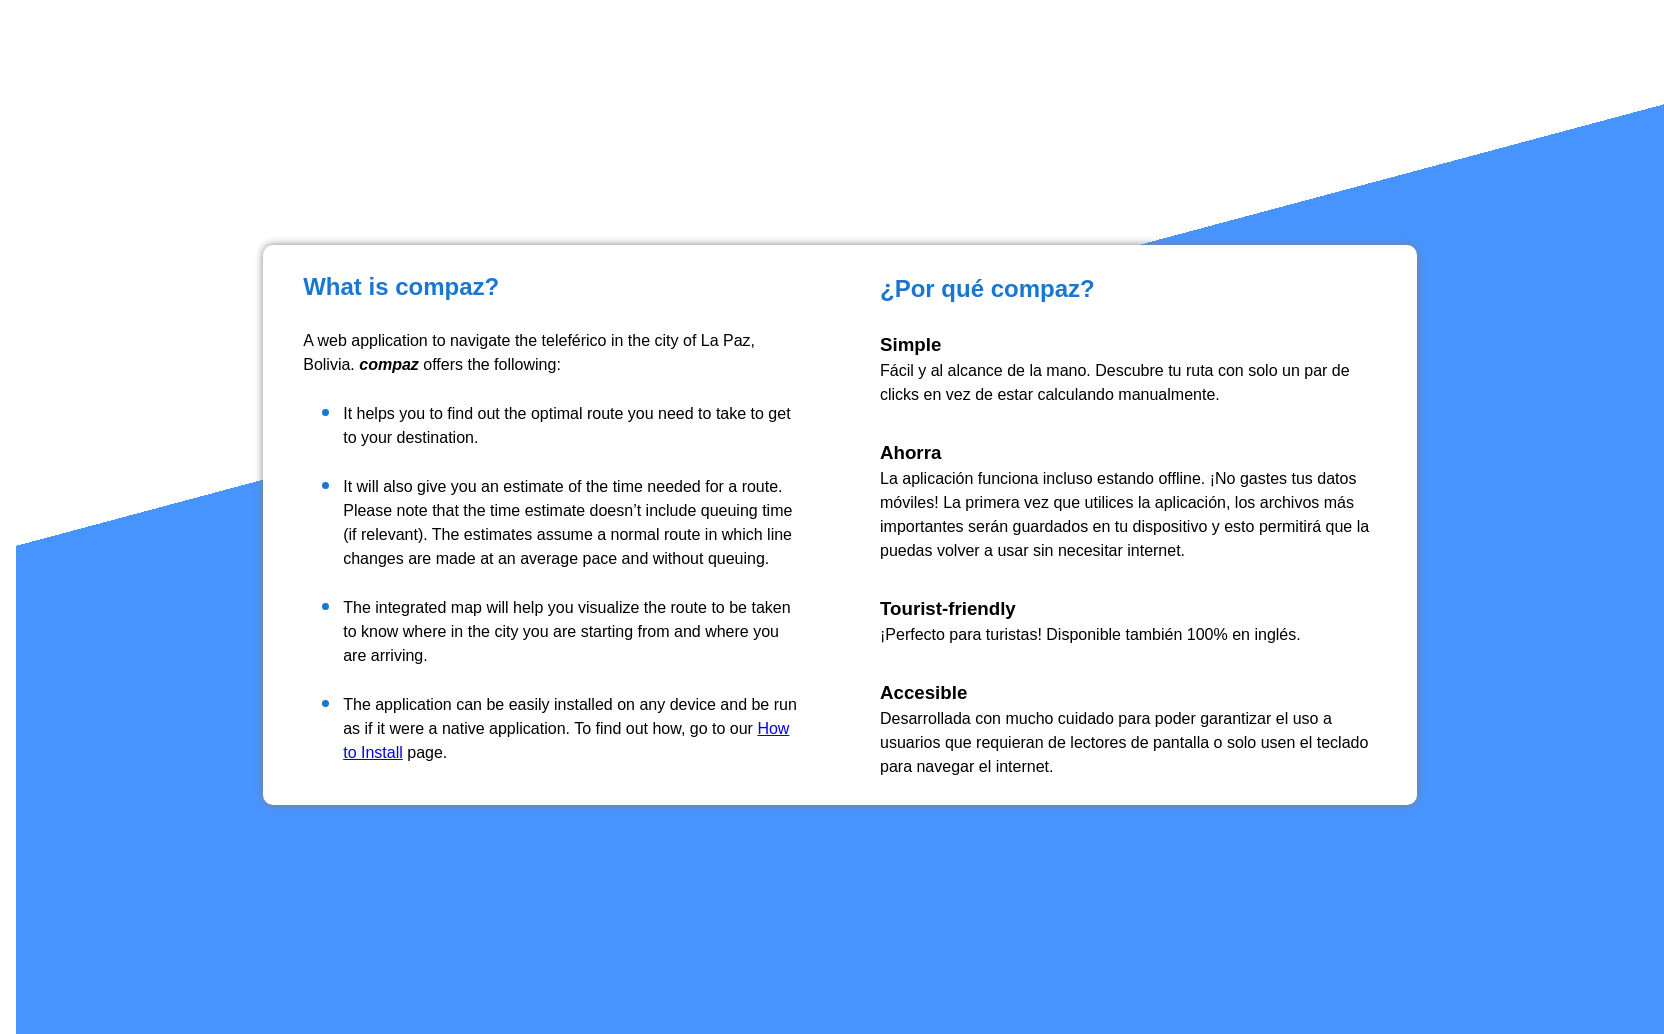 What is compaz?
A web application to navigate the teleférico in the city of La Paz,
Bolivia. compaz offers the following:
It helps you to find out the optimal route you need to take to get
to your destination.
It will also give you an estimate of the time needed for a route.
Please note that the time estimate doesn’t include queuing time
(if relevant). The estimates assume a normal route in which line
changes are made at an average pace and without queuing.
The integrated map will help you visualize the route to be taken
to know where in the city you are starting from and where you
are arriving.
The application can be easily installed on any device and be run
as if it were a native application. To find out how, go to our How
to Install page.
¿Por qué compaz?
Simple
Fácil y al alcance de la mano. Descubre tu ruta con solo un par de
clicks en vez de estar calculando manualmente.
Ahorra
La aplicación funciona incluso estando offline. ¡No gastes tus datos
móviles! La primera vez que utilices la aplicación, los archivos más
importantes serán guardados en tu dispositivo y esto permitirá que la
puedas volver a usar sin necesitar internet.
Tourist-friendly
¡Perfecto para turistas! Disponible también 100% en inglés.
Accesible
Desarrollada con mucho cuidado para poder garantizar el uso a
usuarios que requieran de lectores de pantalla o solo usen el teclado
para navegar el internet.